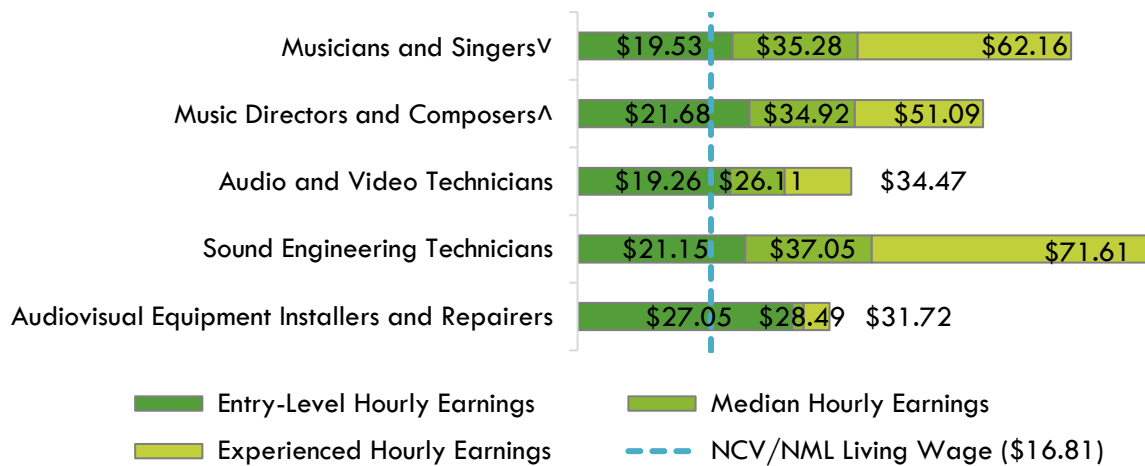 Musicians and Singersv $19.53 $35.28 $62.16
Music Directors and Composers^ $21.68 $34.92 $51.09
Audio and Video Technicians $19.26 $26.11 $34.47
Sound Engineering Technicians $21.15 $37.05 $71.61
Audiovisual Equipment Installers and Repairers $27.05 $28.49 $31.72
Entry-Level Hourly Earnings Median Hourly Earnings
Experienced Hourly Earnings NCV/NML Living Wage ($16.81)